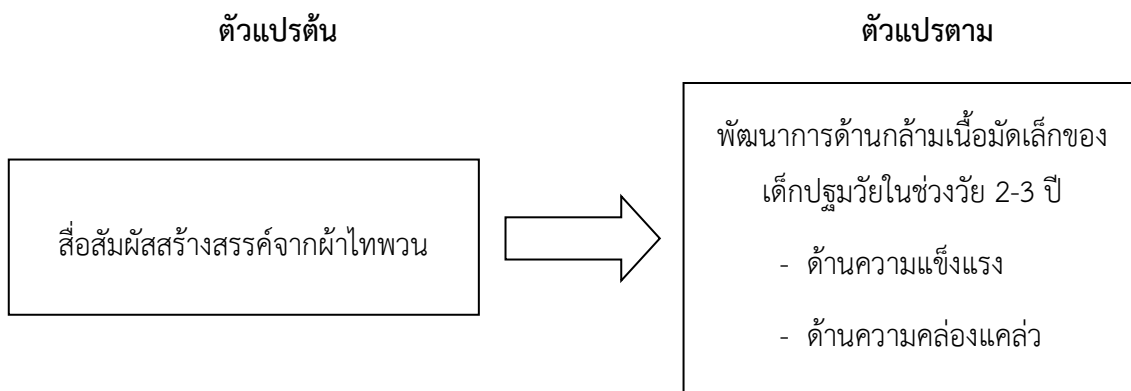 ตัวแปรต้น
ตัวแปรตาม
สื่อสัมผัสสร้างสรรค์จากผ้าไทพวน
พัฒนาการด้านกล้ามเนื้อมัดเล็กของ
เด็กปฐมวัยในช่วงวัย 2-3 ปี
- ด้านความแข็งแรง
- ด้านความคล่องแคล่ว